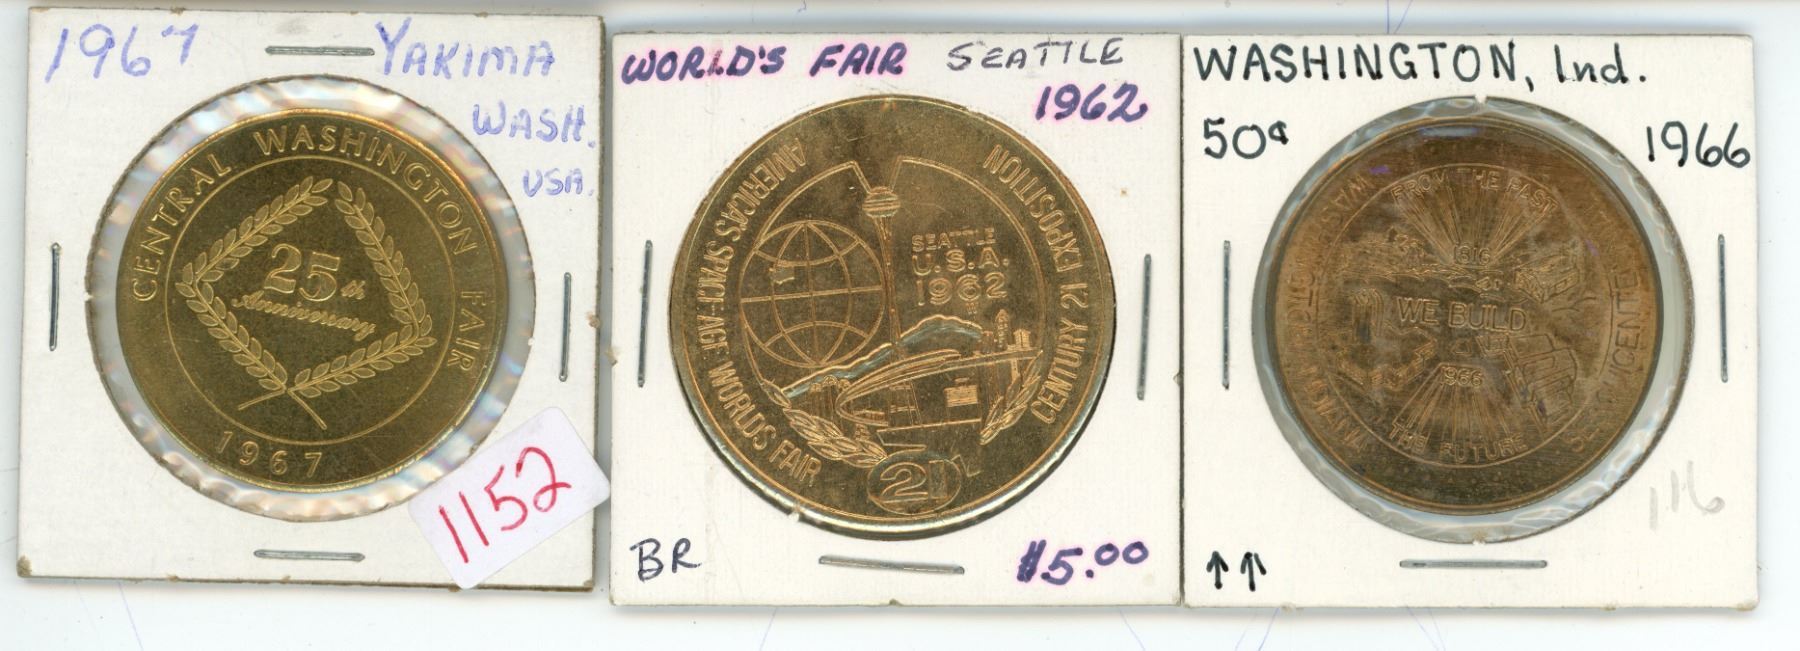 1967 YAKIMA
WASH.
USA.
CENTRAL WASHINGTON FAIR
25th
Anniversary
1967
1152
WORLD'S FAIR SEATTLE
1962
AMERICA'S SPACE-AGE WORLDS FAIR
CENTURY 21 EXPOSITION
SEATTLE
U.S.A.
1962
21
BR $5.00
WASHINGTON, Ind.
50¢ 1966
FROM THE PAST
1816
WE BUILD
1966
THE FUTURE
WASHINGTON
INDIANA
116
↑↑